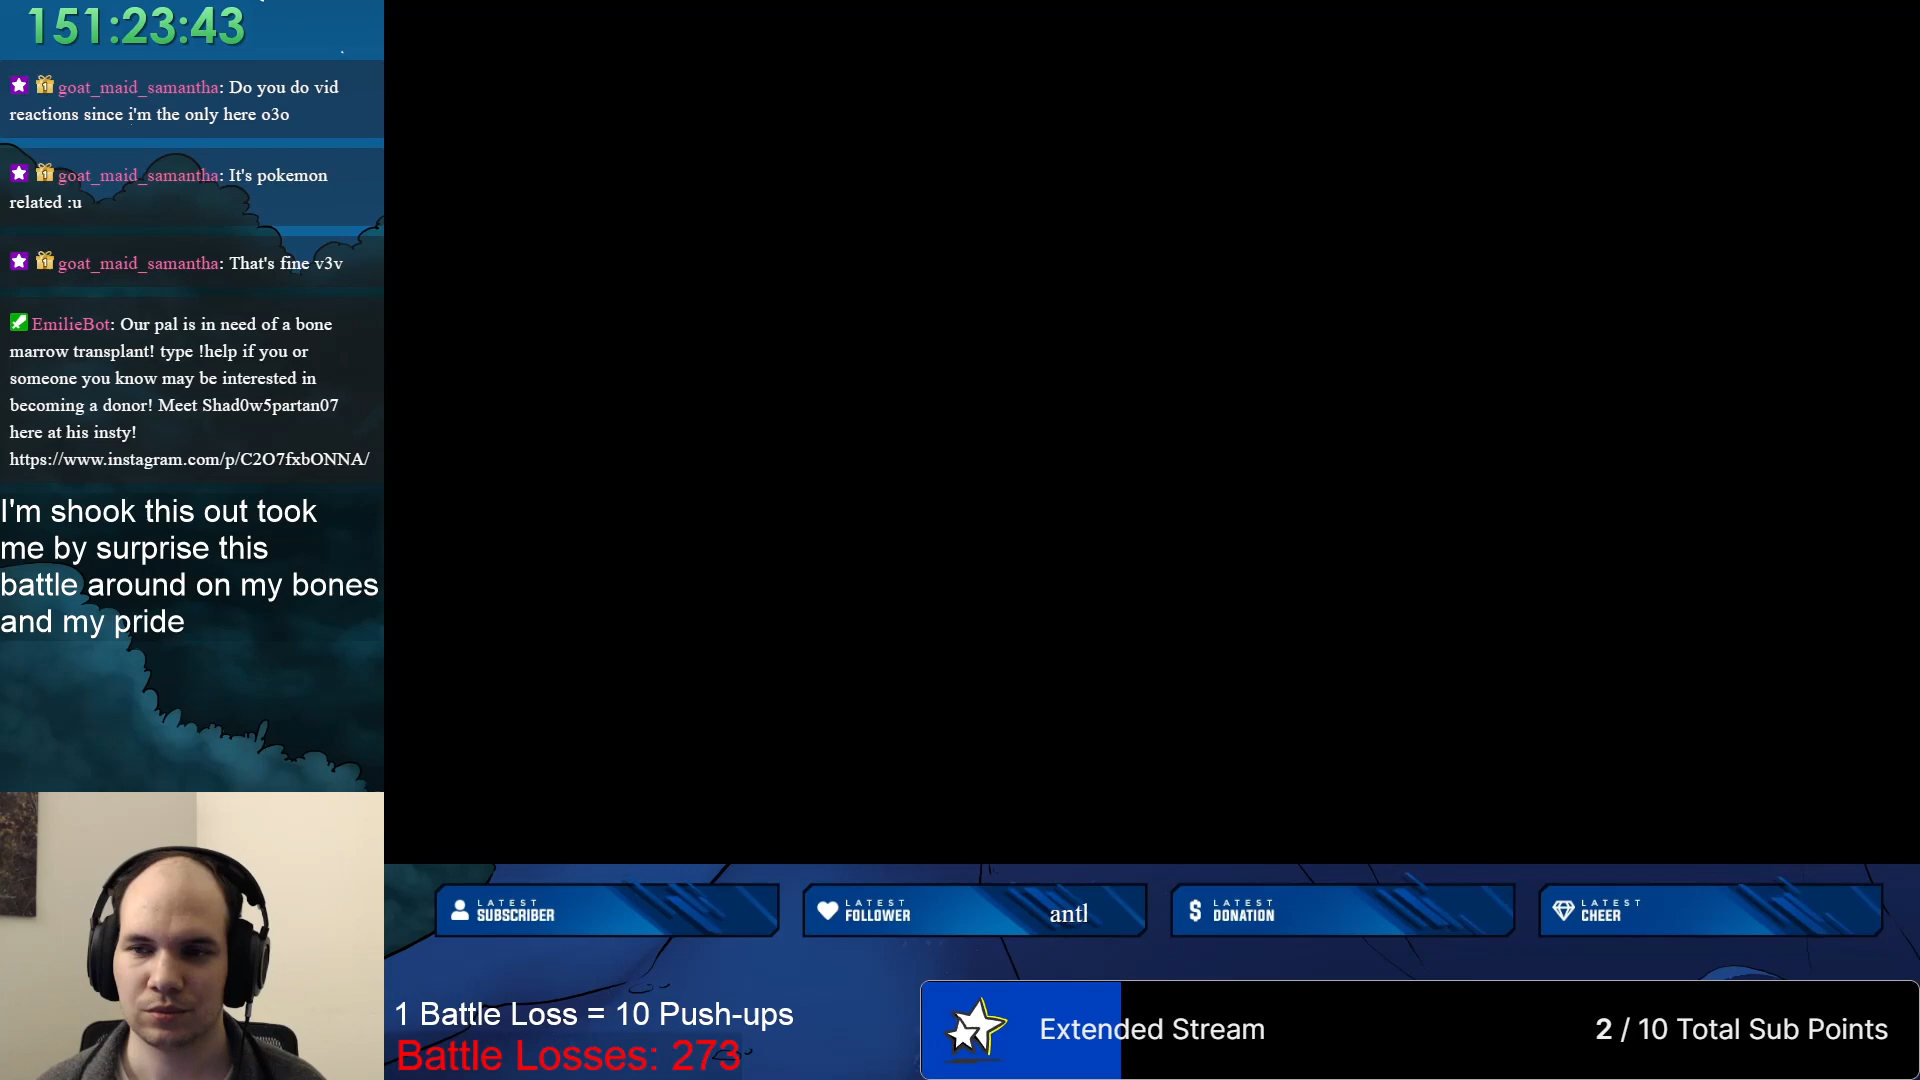 151:23:43
goat_maid_samantha: Do you do vid
reactions since i'm the only here o3o
goat_maid_samantha: It's pokemon
related :u
goat_maid_samantha: That's fine v3v
EmilieBot: Our pal is in need of a bone
marrow transplant! type !help if you or
someone you know may be interested in
becoming a donor! Meet Shad0w5partan07
here at his insty!
https://www.instagram.com/p/C2O7fxbONNA/
I'm shook this out took
me by surprise this
battle around on my bones
and my pride
LATEST
SUBSCRIBER
LATEST
FOLLOWER
antl
LATEST
DONATION
LATEST
CHEER
1 Battle Loss = 10 Push-ups
Battle Losses: 273
Extended Stream
2 / 10 Total Sub Points